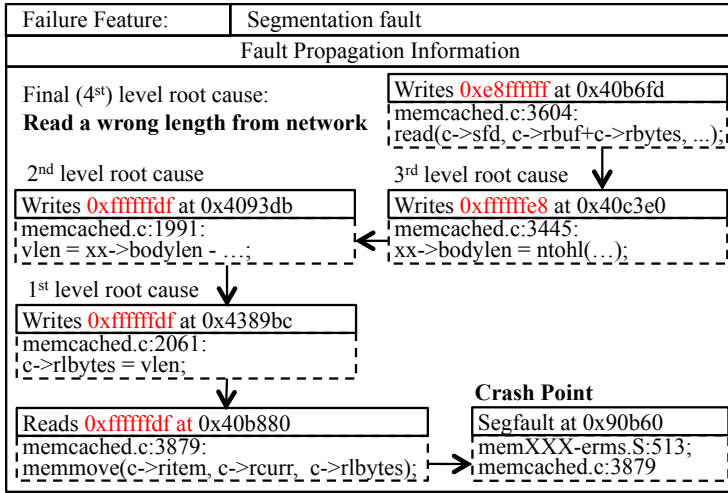 Failure Feature: Segmentation fault
Fault Propagation Information
Final (4st) level root cause:
Read a wrong length from network
Writes 0xe8ffffff at 0x40b6fd
memcached.c:3604:
read(c->sfd, c->rbuf+c->rbytes, ...);
3rd level root cause
Writes 0xffffffe8 at 0x40c3e0
memcached.c:3445:
xx->bodylen = ntohl(…);
2nd level root cause
Writes 0xffffffdf at 0x4093db
memcached.c:1991:
vlen = xx->bodylen - …;
1st level root cause
Writes 0xffffffdf at 0x4389bc
memcached.c:2061:
c->rlbytes = vlen;
Reads 0xffffffdf at 0x40b880
memcached.c:3879:
memmove(c->ritem, c->rcurr, c->rlbytes);
Crash Point
Segfault at 0x90b60
memXXX-erms.S:513;
memcached.c:3879